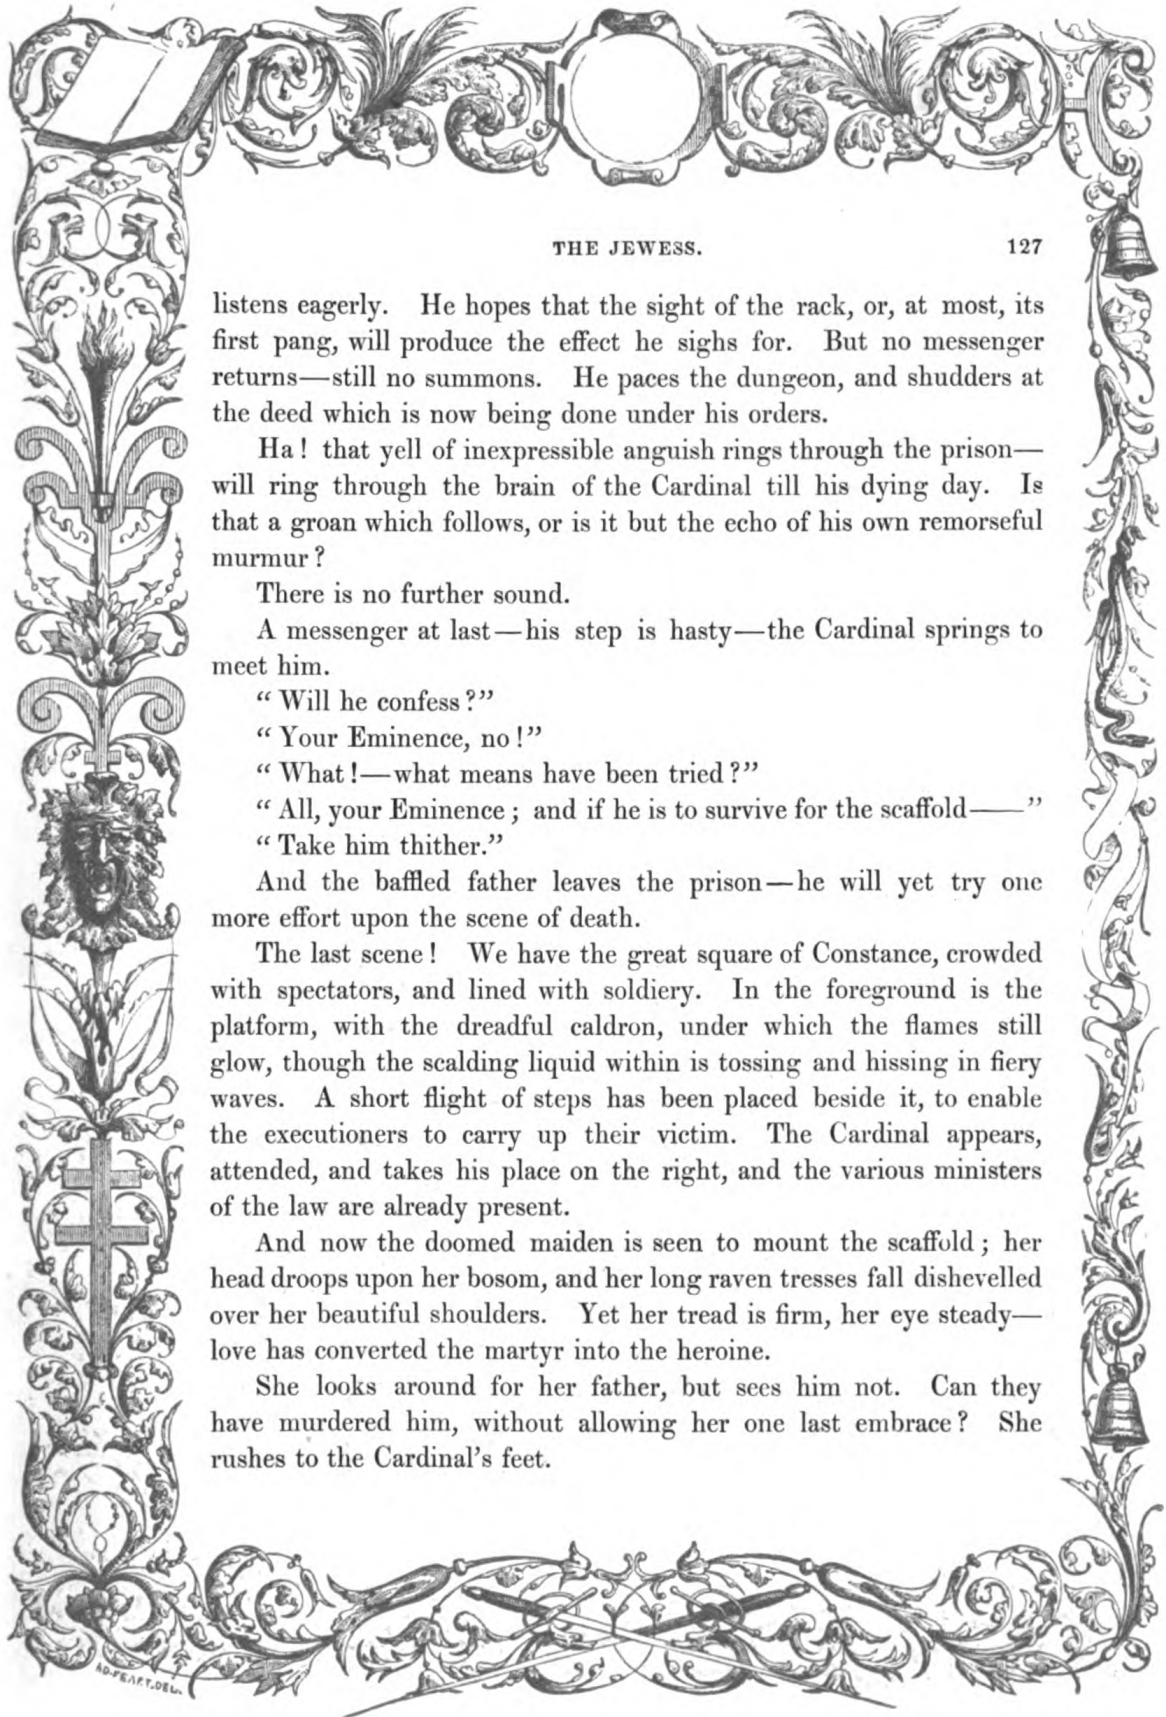 THE JEWESS. 127
listens eagerly. He hopes that the sight of the rack, or, at most, its
first pang, will produce the effect he sighs for. But no messenger
returns—still no summons. He paces the dungeon, and shudders at
the deed which is now being done under his orders.
Ha! that yell of inexpressible anguish rings through the prison—
will ring through the brain of the Cardinal till his dying day. Is
that a groan which follows, or is it but the echo of his own remorseful
murmur?
There is no further sound.
A messenger at last—his step is hasty—the Cardinal springs to
meet him.
“Will he confess?”
“Your Eminence, no!”
“What!—what means have been tried?”
“All, your Eminence; and if he is to survive for the scaffold——”
“Take him thither.”
And the baffled father leaves the prison—he will yet try one
more effort upon the scene of death.
The last scene! We have the great square of Constance, crowded
with spectators, and lined with soldiery. In the foreground is the
platform, with the dreadful caldron, under which the flames still
glow, though the scalding liquid within is tossing and hissing in fiery
waves. A short flight of steps has been placed beside it, to enable
the executioners to carry up their victim. The Cardinal appears,
attended, and takes his place on the right, and the various ministers
of the law are already present.
And now the doomed maiden is seen to mount the scaffold; her
head droops upon her bosom, and her long raven tresses fall dishevelled
over her beautiful shoulders. Yet her tread is firm, her eye steady—
love has converted the martyr into the heroine.
She looks around for her father, but sees him not. Can they
have murdered him, without allowing her one last embrace? She
rushes to the Cardinal’s feet.
DEL.